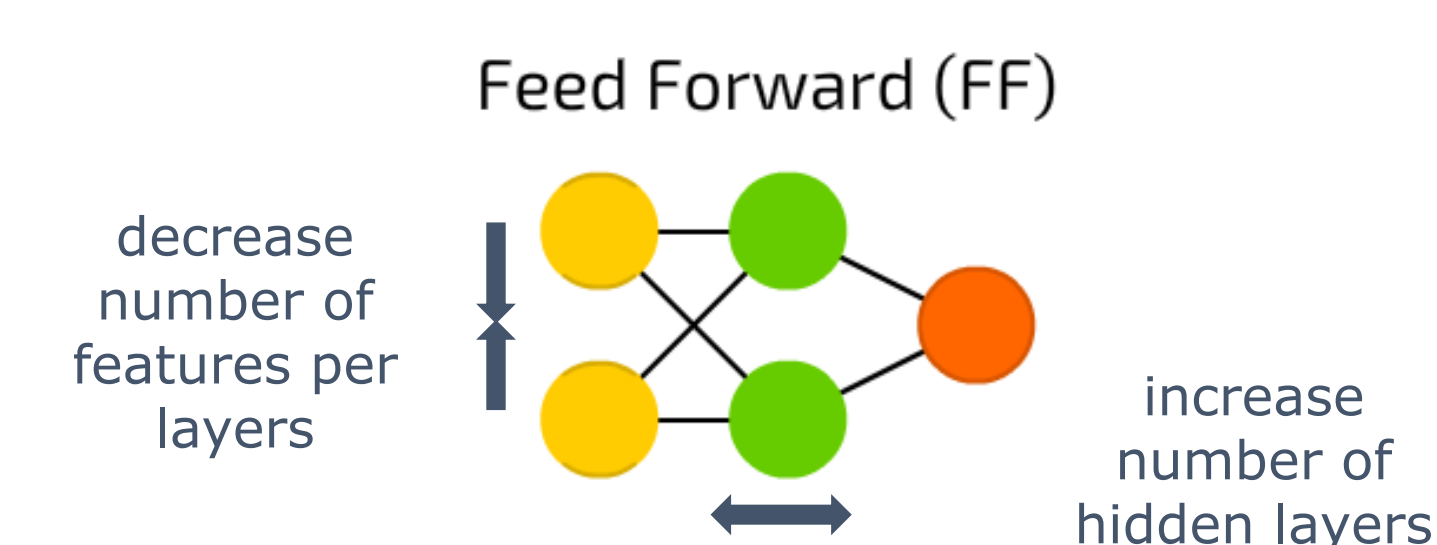 Feed Forward (FF)
decrease
number of
features per
layers
increase
number of
hidden layers